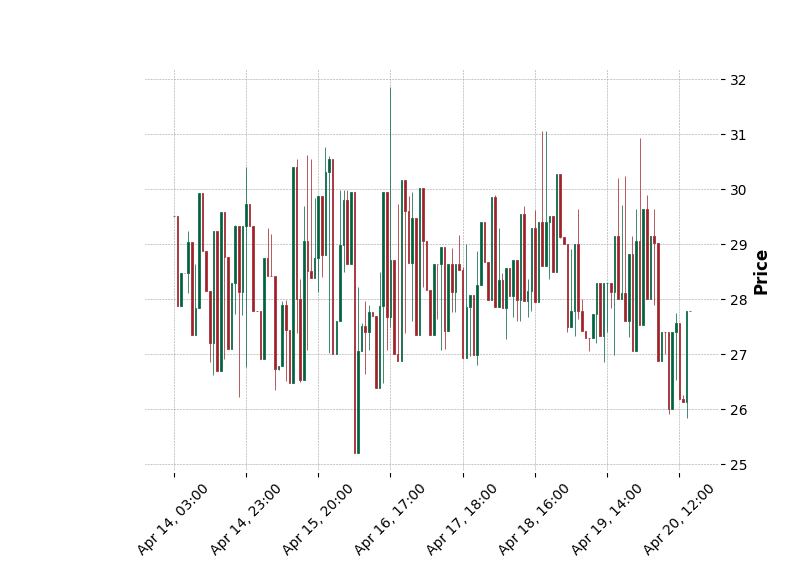 32
31
30
29
28
27
26
25
Price
Apr 14, 03:00
Apr 14, 23:00
Apr 15, 20:00
Apr 16, 17:00
Apr 17, 18:00
Apr 18, 16:00
Apr 19, 14:00
Apr 20, 12:00